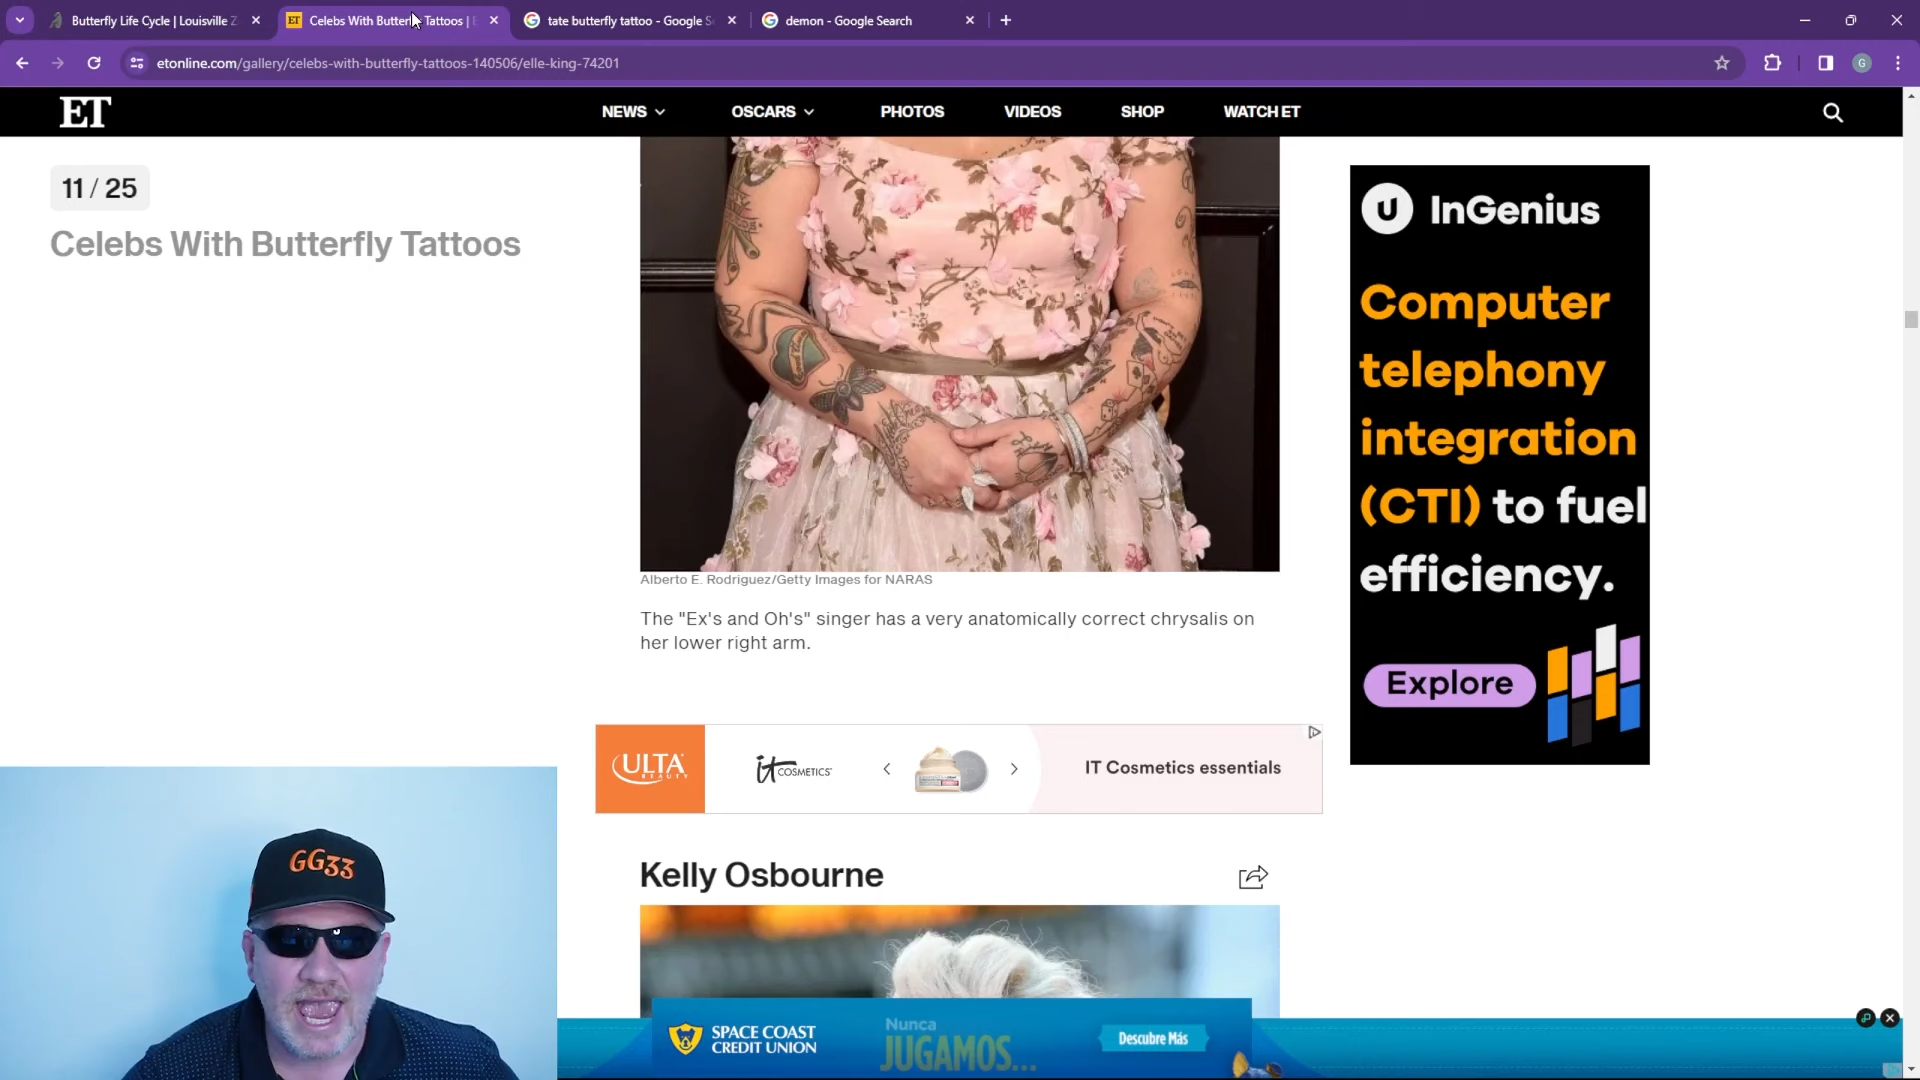 Butterfly Life Cycle | Louisville Z
ET
Celebs With Butterfly Tattoos | E
tate butterfly tattoo - Google S
demon - Google Search
etonline.com/gallery/celebs-with-butterfly-tattoos-140506/elle-king-74201
G
ET
NEWS
OSCARS
PHOTOS
VIDEOS
SHOP
WATCH ET
11 / 25
Celebs With Butterfly Tattoos
Alberto E. Rodriguez/Getty Images for NARAS
The "Ex's and Oh's" singer has a very anatomically correct chrysalis on
her lower right arm.
U InGenius
Computer
telephony
integration
(CTI) to fuel
efficiency.
Explore
ULTA
BEAUTY
it COSMETICS
IT Cosmetics essentials
Kelly Osbourne
GG33
SPACE COAST
CREDIT UNION
Nunca
JUGAMOS...
Descubre Más